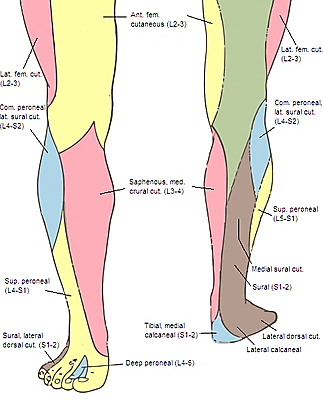 Ant. fem.
cutaneous (L2-3)
Lat. fem. cut.
(L2-3)
Lat. fem. cut.
(L2-3)
Com. peroneal
lat. sural cut.
(L4-S2)
Com. peroneal,
lat. sural cut.
(L4-S2)
Saphenous, med.
crural cut. (L3-4)
Sup. peroneal
(L5-S1)
Medial sural cut.
Sup. peroneal
(L4-S1)
Sural (S1-2)
Tibial, medial
calcaneal (S1-2)
Sural, lateral
dorsal cut. (S1-2)
Lateral dorsal cut.
Lateral calcaneal
Deep peroneal (L4-5)